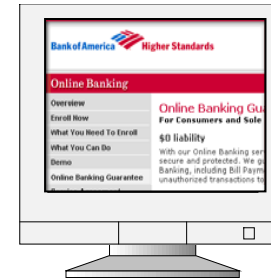 Bank of America Higher Standards
Online Banking
Overview
Enroll Now
What You Need To Enroll
What You Can Do
Demo
Online Banking Guarantee
Online Banking Gu
For Consumers and Sole
$0 liability
With our Online Banking ser
secure and protected. We g
Banking, including Bill Paym
unauthorized transactions to